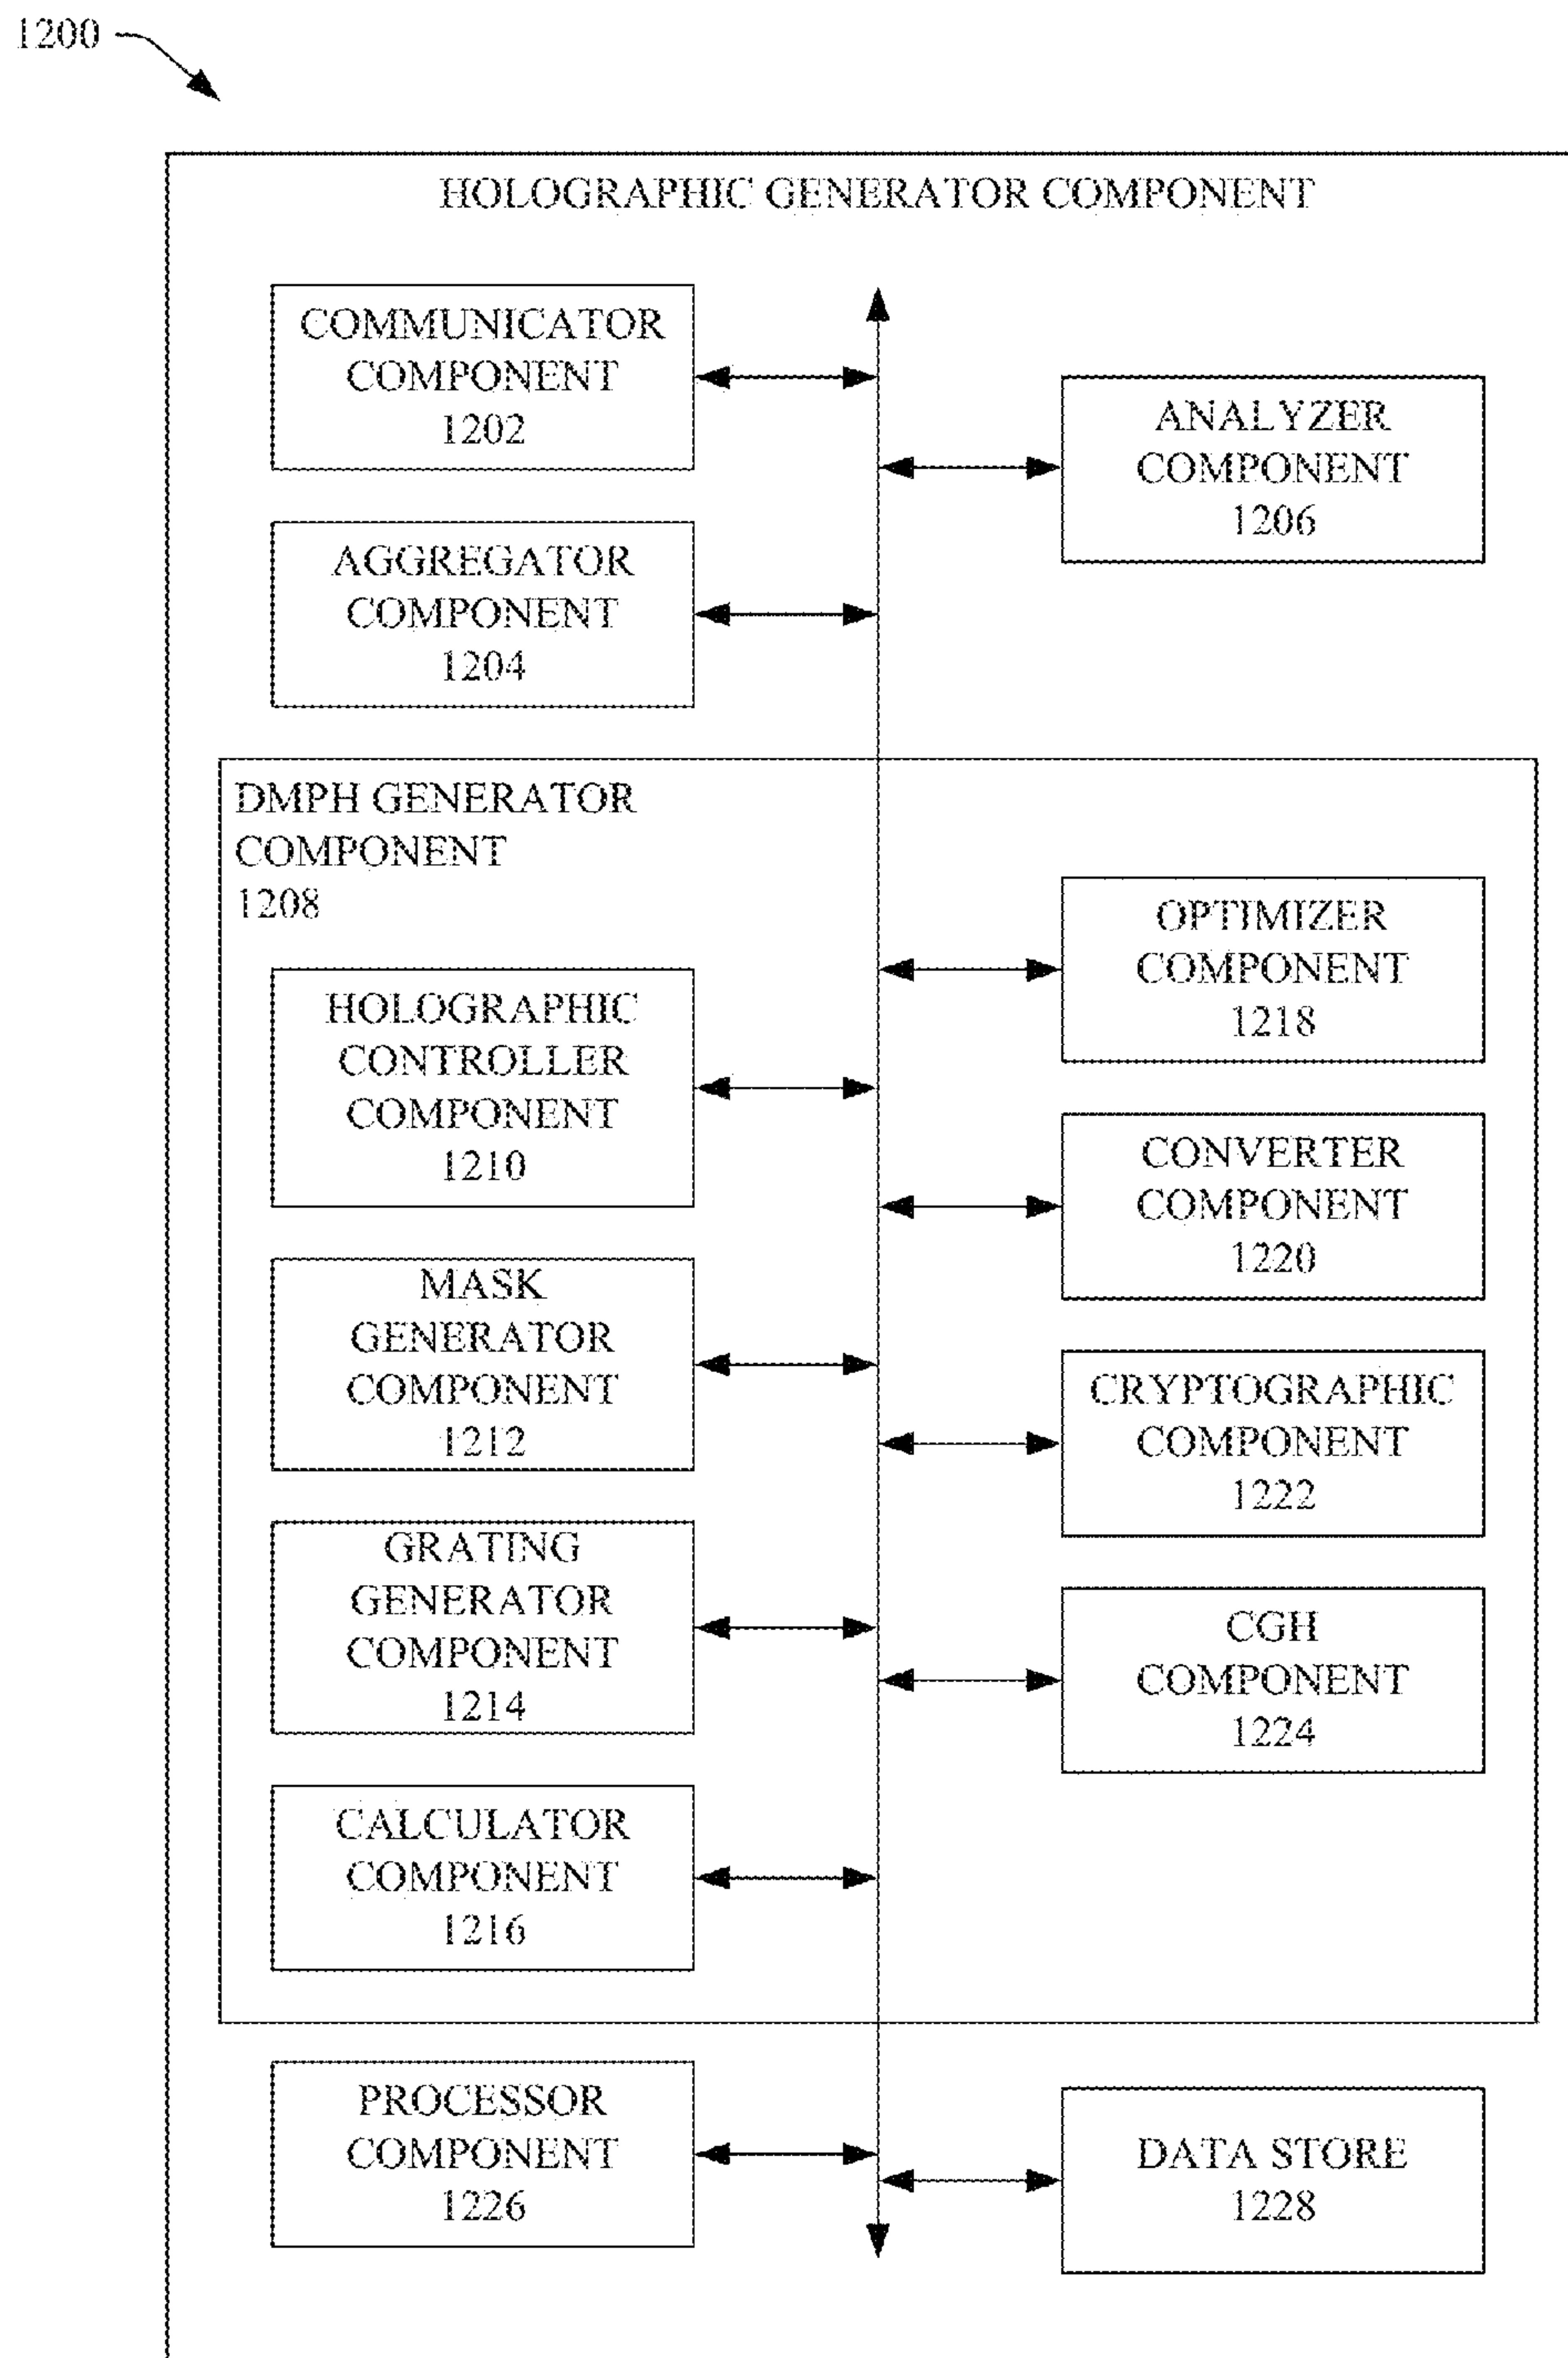 1200
HOLOGRAPHIC GENERATOR COMPONENT
COMMUNICATOR
COMPONENT
1202
ANALYZER
COMPONENT
1206
AGGREGATOR
COMPONENT
1204
DMPH GENERATOR
COMPONENT
1208
OPTIMIZER
COMPONENT
1218
HOLOGRAPHIC
CONTROLLER
COMPONENT
1210
CONVERTER
COMPONENT
1220
MASK
GENERATOR
COMPONENT
1212
CRYPTOGRAPHIC
COMPONENT
1222
GRATING
GENERATOR
COMPONENT
1214
CGH
COMPONENT
1224
CALCULATOR
COMPONENT
1216
PROCESSOR
COMPONENT
1226
DATA STORE
1228